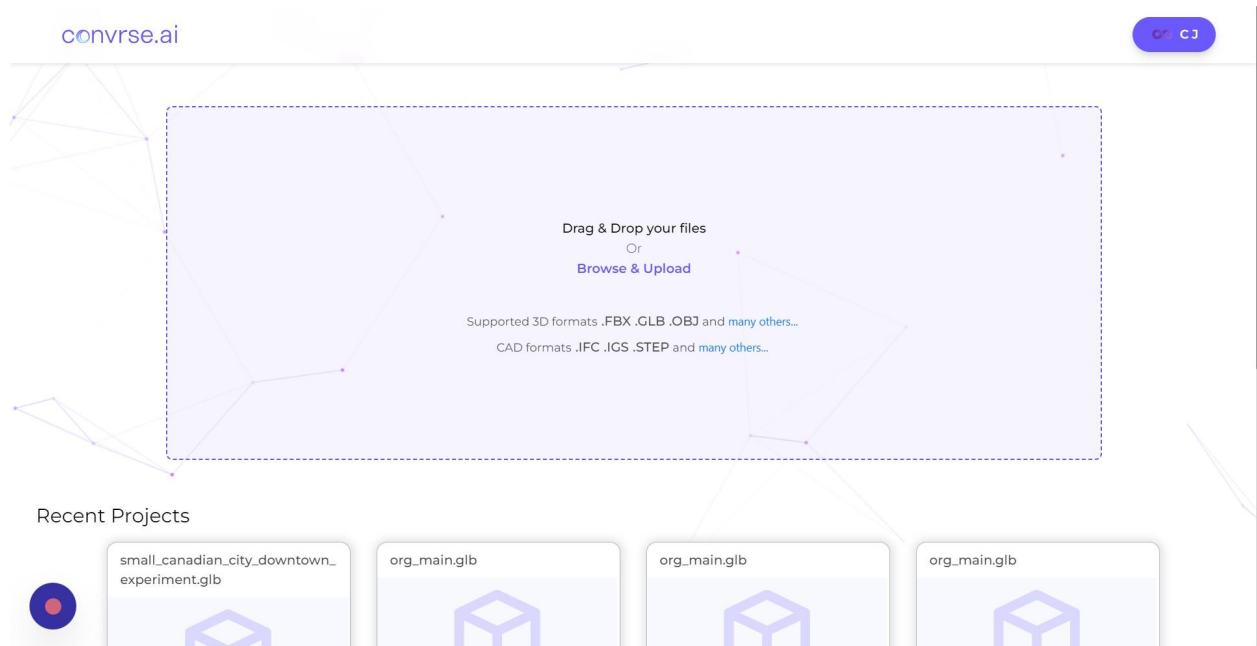 convrse.ai
CJ
Drag & Drop your files
Or
Browse & Upload
Supported 3D formats .FBX .GLB .OBJ and many others...
CAD formats .IFC .IGS .STEP and many others...
Recent Projects
small_canadian_city_downtown_
experiment.glb
org_main.glb
org_main.glb
org_main.glb